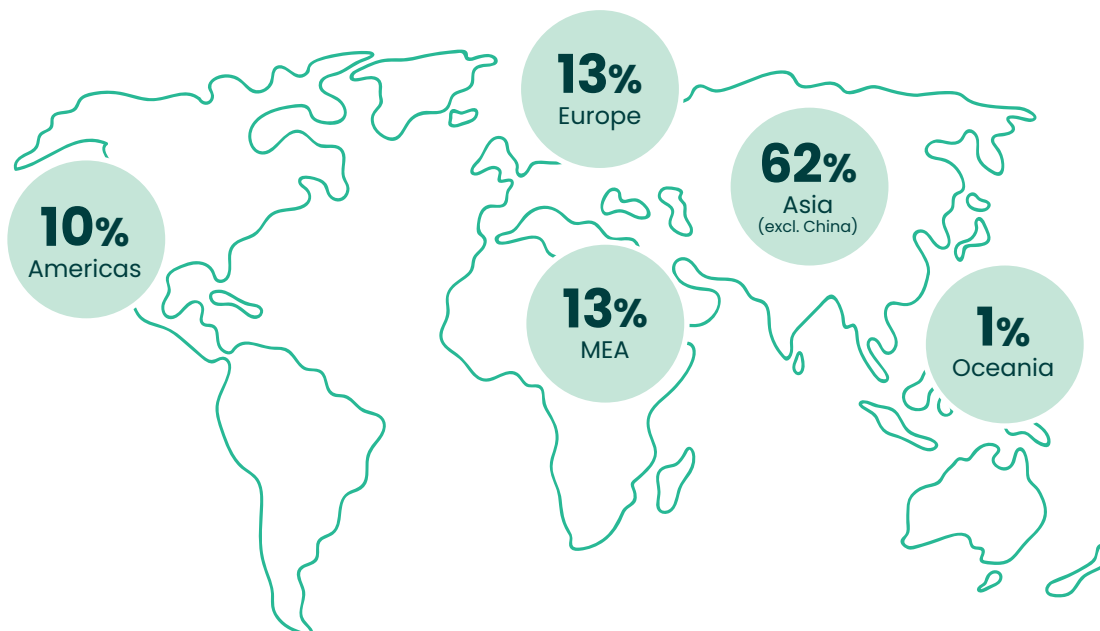 13%
Europe
62%
Asia
(excl. China)
10%
Americas
13%
MEA
1%
Oceania